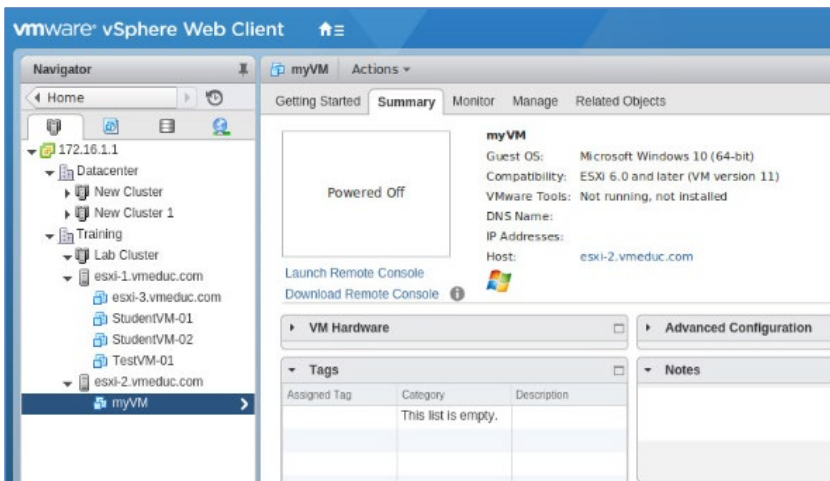 vmware® vSphere Web Client
Navigator
Home
172.16.1.1
Datacenter
New Cluster
New Cluster 1
Training
Lab Cluster
esxi-1.vmeduc.com
esxi-3.vmeduc.com
StudentVM-01
StudentVM-02
TestVM-01
esxi-2.vmeduc.com
myVM
myVM Actions
Getting Started Summary Monitor Manage Related Objects
Powered Off
myVM
Guest OS: Microsoft Windows 10 (64-bit)
Compatibility: ESXi 6.0 and later (VM version 11)
VMware Tools: Not running, not installed
DNS Name:
IP Addresses:
Host: esxi-2.vmeduc.com
Launch Remote Console
Download Remote Console
VM Hardware
Advanced Configuration
Tags
Notes
Assigned Tag Category Description
This list is empty.